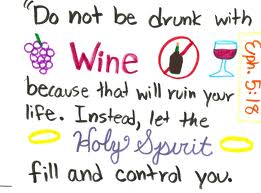 "Do not be drunk with
Wine
because that will ruin your
life. Instead, let the
Holy Spirit
fill and control you.
Eph. 5:18